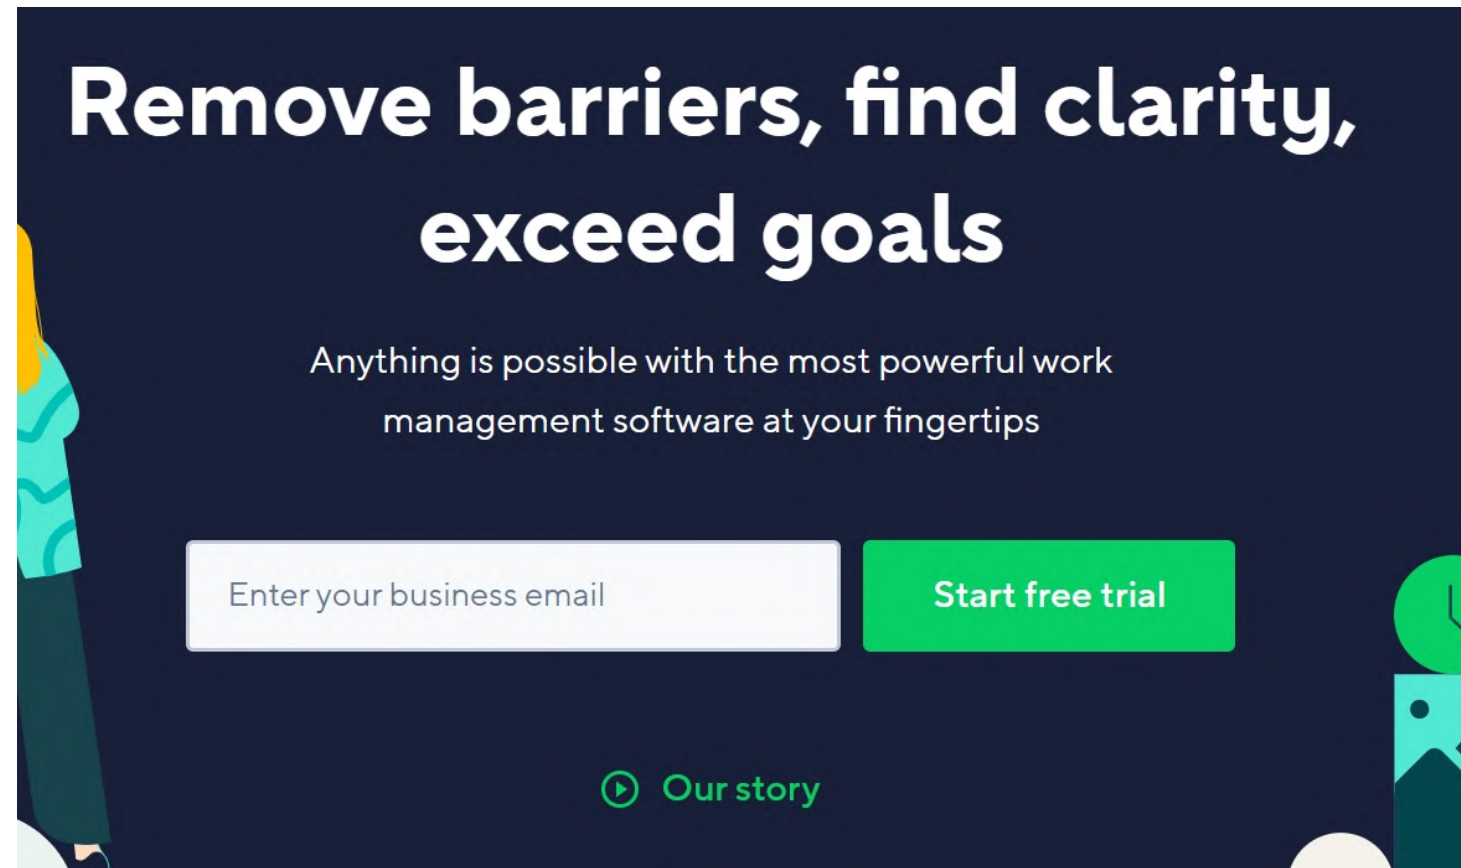 Remove barriers, find clarity,
exceed goals
Anything is possible with the most powerful work
management software at your fingertips
Enter your business email
Start free trial
Our story